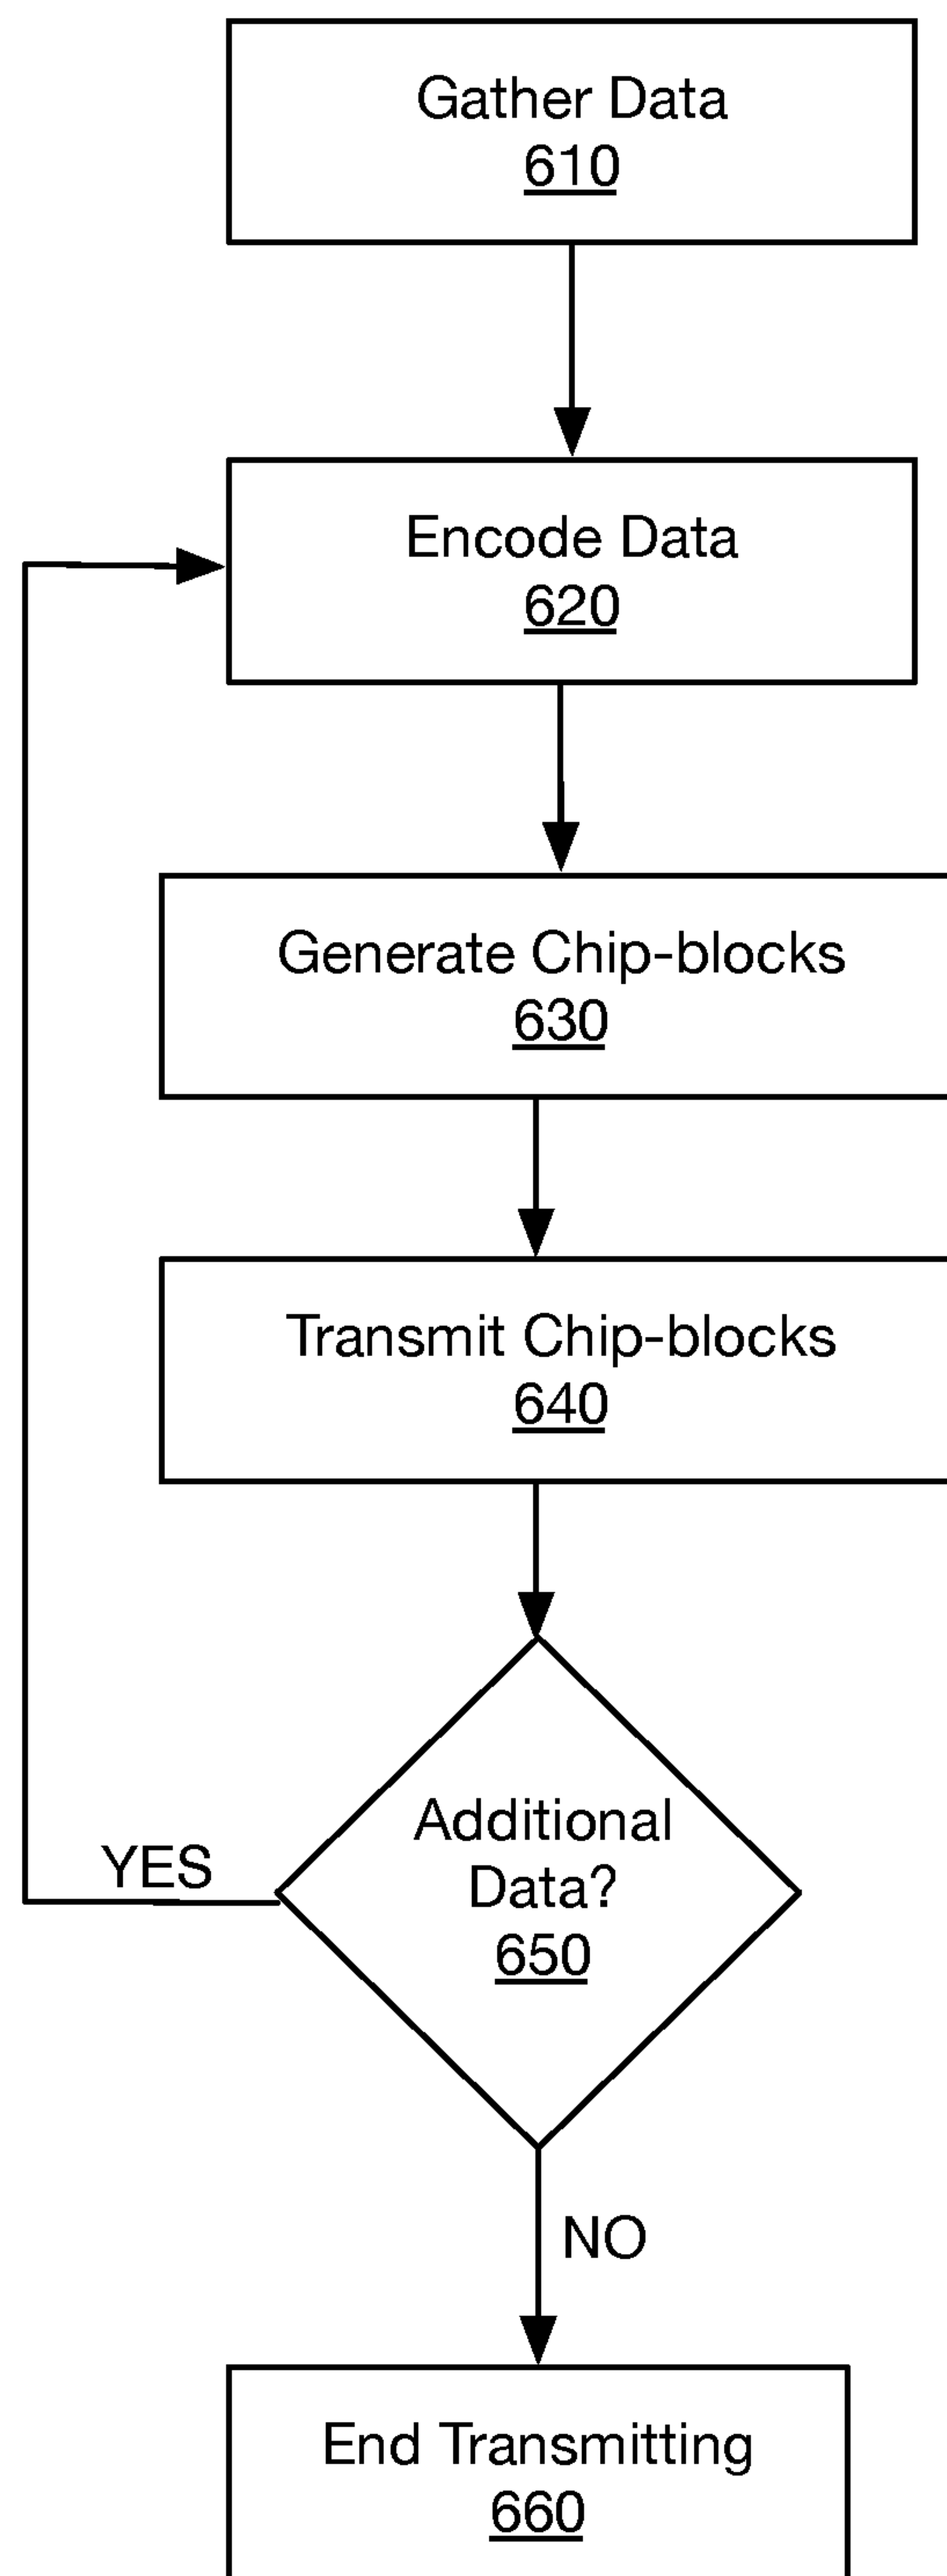 Gather Data
610
Encode Data
620
Generate Chip-blocks
630
Transmit Chip-blocks
640
Additional
Data?
650
YES
NO
End Transmitting
660